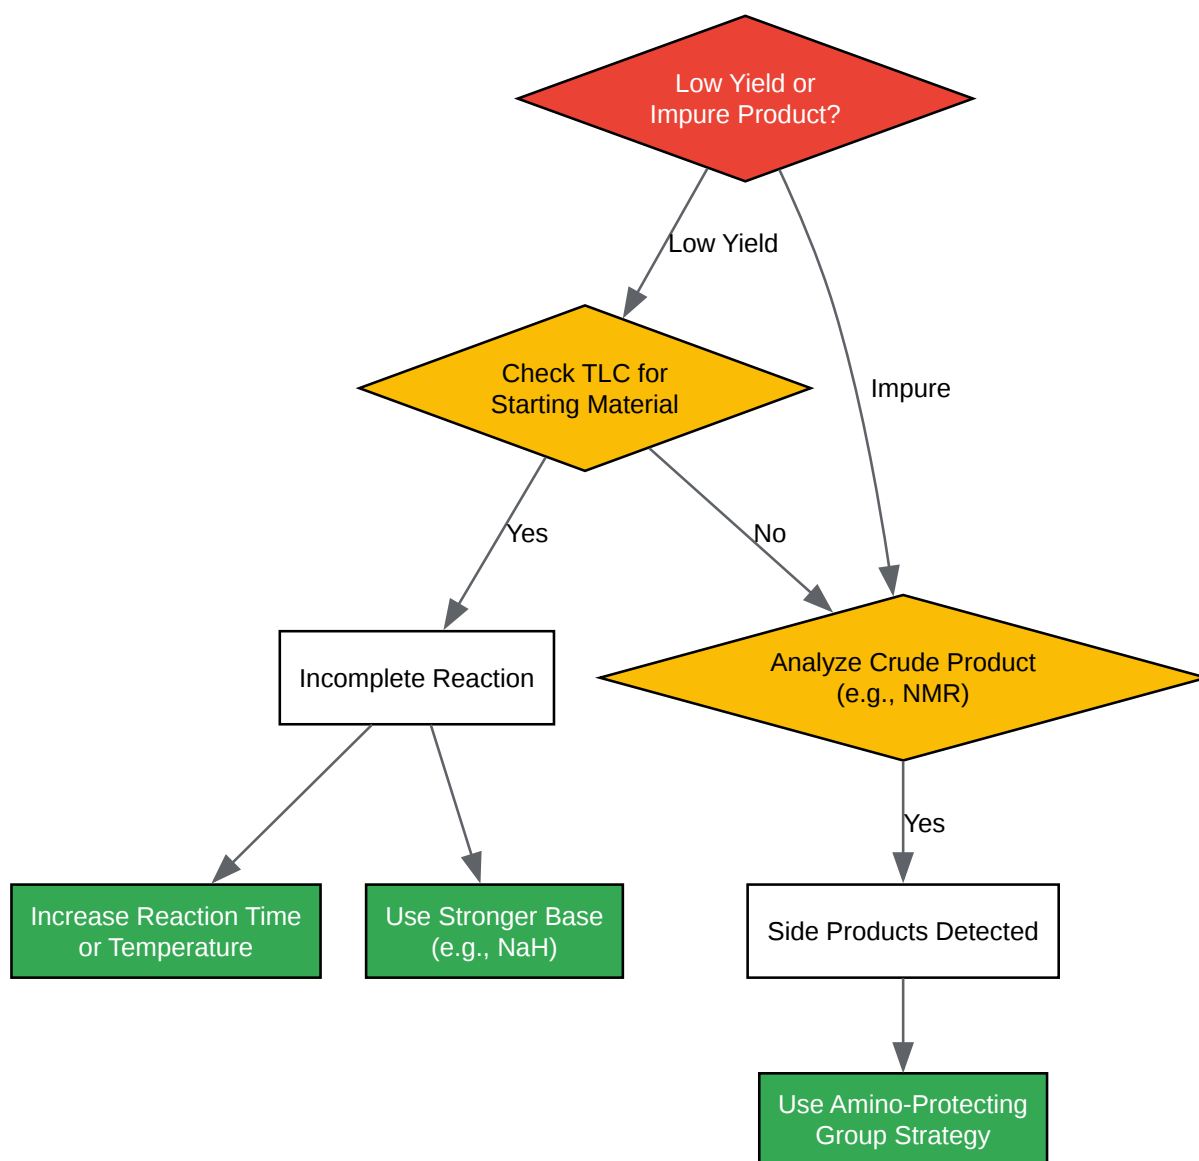 Low Yield or
Impure Product?
Low Yield
Check TLC for
Starting Material
Impure
Yes
No
Incomplete Reaction
Analyze Crude Product
(e.g., NMR)
Yes
Increase Reaction Time
or Temperature
Use Stronger Base
(e.g., NaH)
Side Products Detected
Use Amino-Protecting
Group Strategy